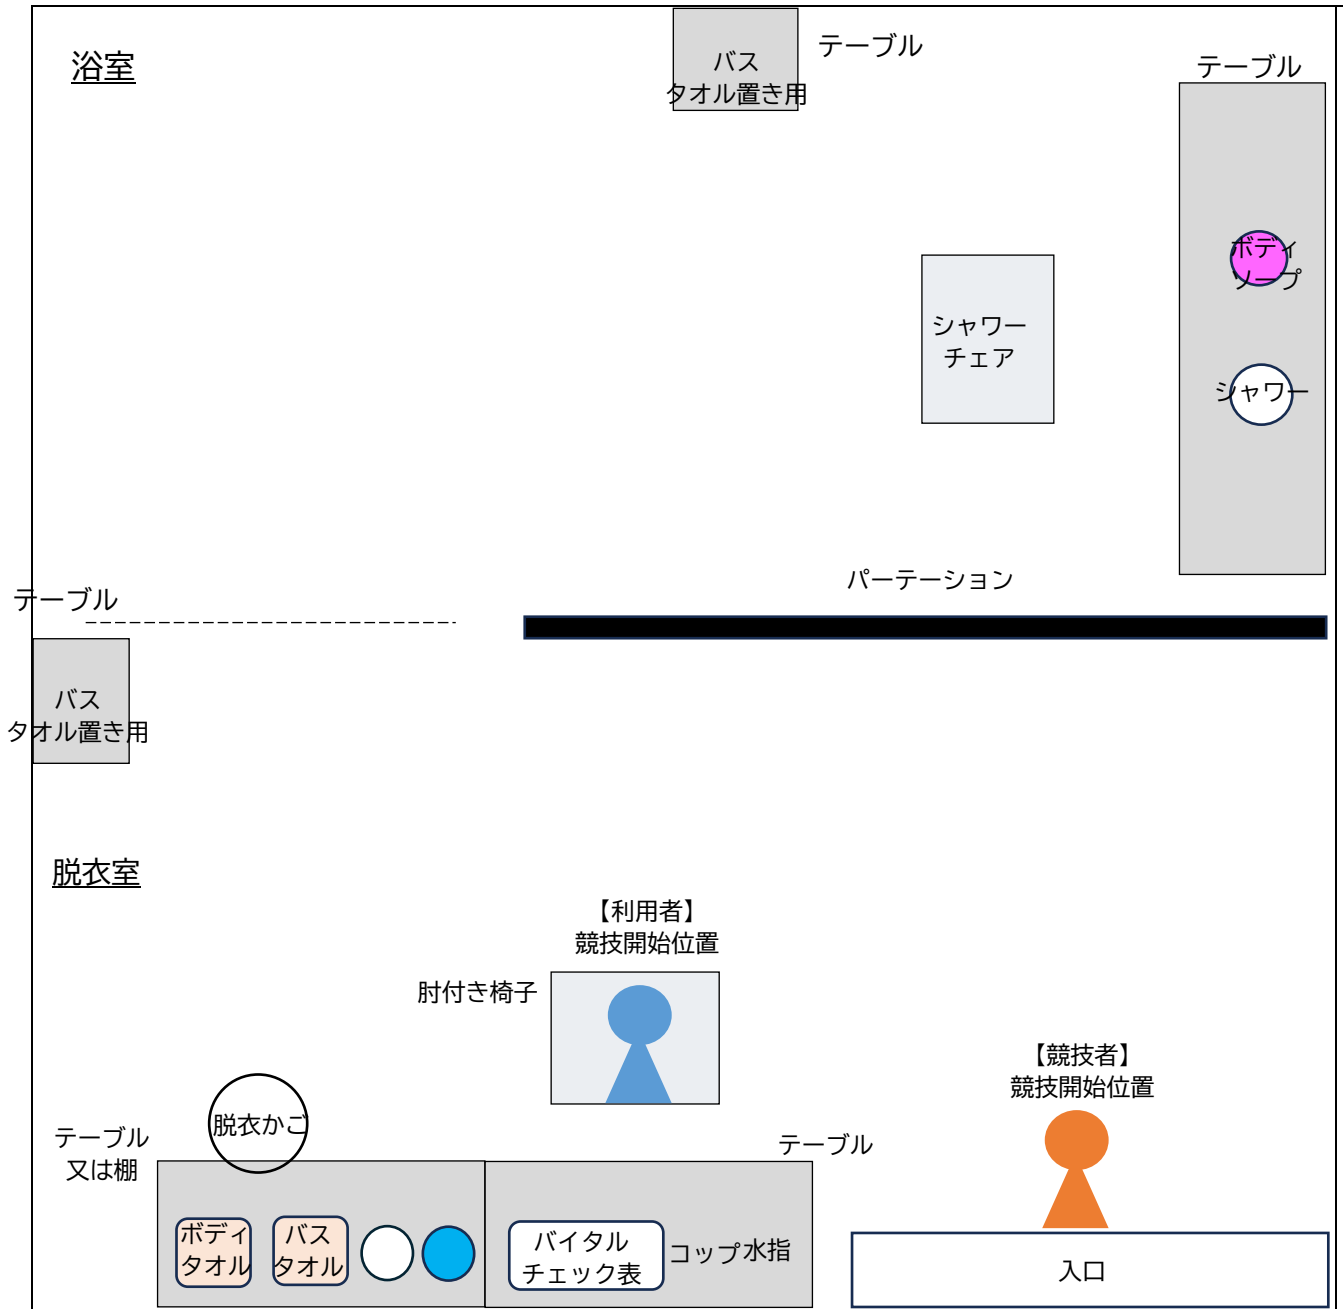 浴室
バス
タオル置き用
テーブル
テーブル
ボディ
ソープ
シャワー
チェア
シャワー
パーテーション
テーブル
バス
タオル置き用
脱衣室
【利用者】
競技開始位置
肘付き椅子
【競技者】
競技開始位置
脱衣かご
テーブル
又は棚
テーブル
ボディ
タオル
バス
タオル
バイタル
チェック表
コップ水指
入口